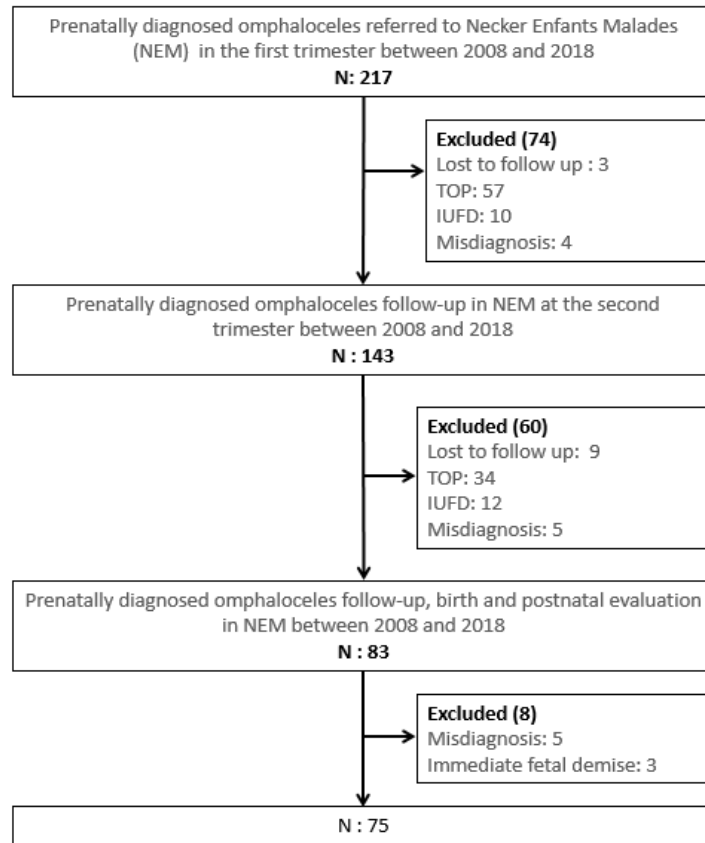 Prenatally diagnosed omphaloceles referred to Necker Enfants Malades
(NEM) in the first trimester between 2008 and 2018
N: 217
Excluded (74)
Lost to follow up : 3
TOP: 57
IUFD: 10
Misdiagnosis: 4
Prenatally diagnosed omphaloceles follow-up in NEM at the second
trimester between 2008 and 2018
N : 143
Excluded (60)
Lost to follow up: 9
TOP: 34
IUFD: 12
Misdiagnosis: 5
Prenatally diagnosed omphaloceles follow-up, birth and postnatal evaluation
in NEM between 2008 and 2018
N : 83
Excluded (8)
Misdiagnosis: 5
Immediate fetal demise: 3
N : 75